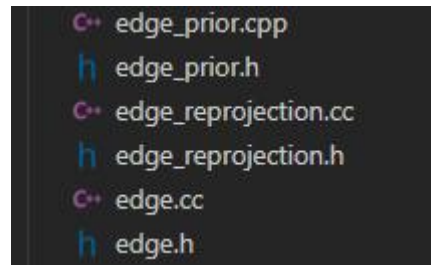 C++ edge_prior.cpp
h edge_prior.h
C++ edge_reprojection.cc
h edge_reprojection.h
C++ edge.cc
h edge.h